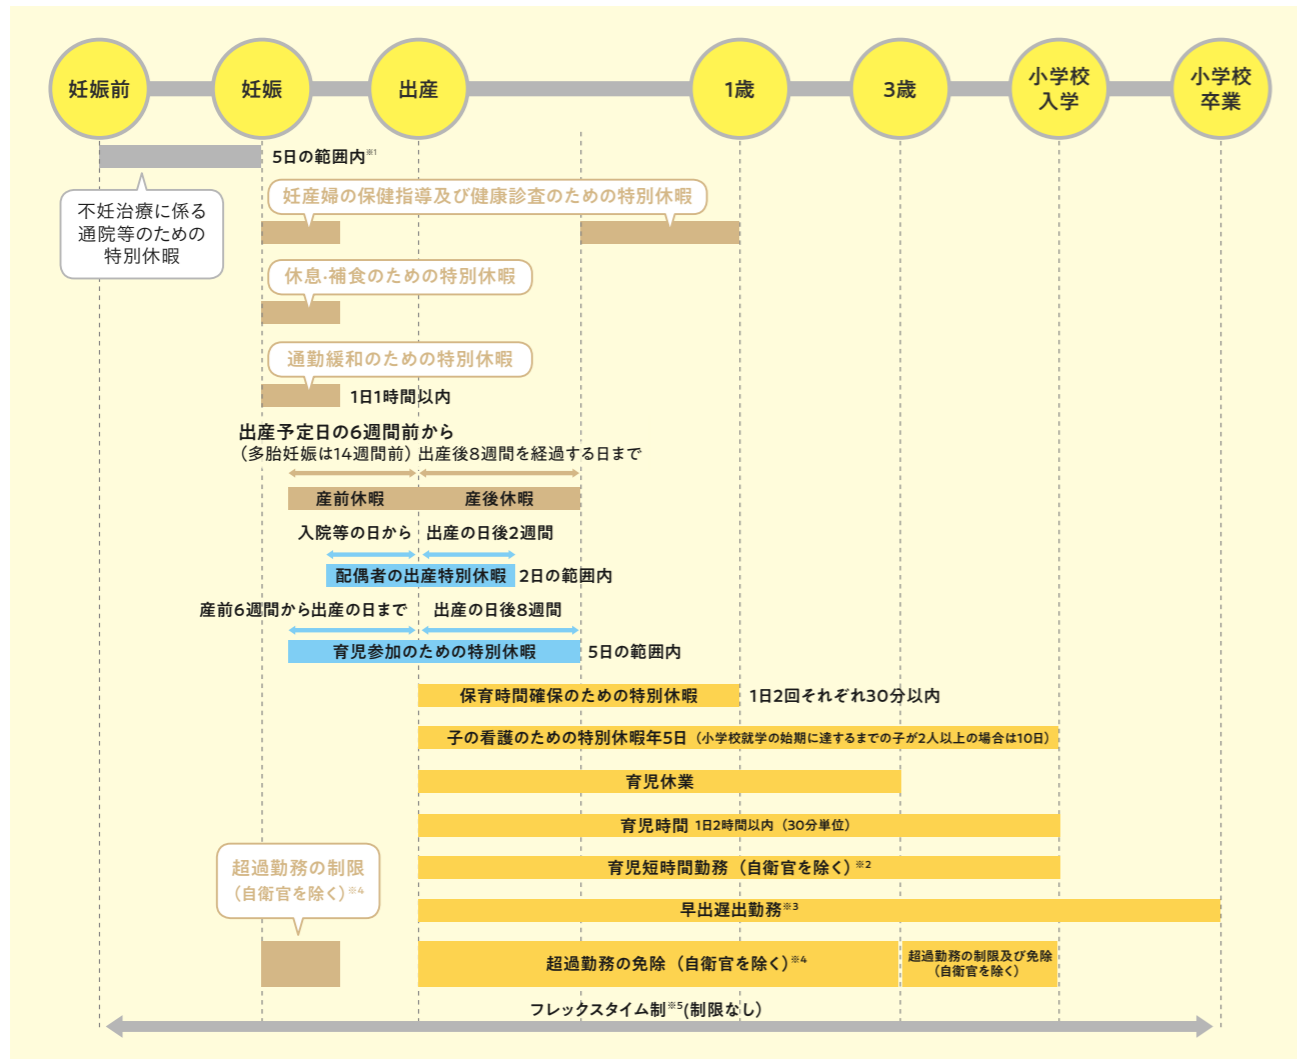 妊娠前
妊娠
出産
1歳
3歳
小学校
入学
小学校
卒業
5日の範囲内※1
不妊治療に係る
通院等のための
特別休暇
妊産婦の保健指導及び健康診査のための特別休暇
休息・補食のための特別休暇
通勤緩和のための特別休暇
1日1時間以内
出産予定日の6週間前から
（多胎妊娠は14週間前）出産後8週間を経過する日まで
産前休暇 産後休暇
入院等の日から 出産の日後2週間
配偶者の出産特別休暇 2日の範囲内
産前6週間から出産の日まで 出産の日後8週間
育児参加のための特別休暇 5日の範囲内
保育時間確保のための特別休暇 1日2回それぞれ30分以内
子の看護のための特別休暇年5日（小学校就学の始期に達するまでの子が2人以上の場合は10日）
育児休業
育児時間 1日2時間以内（30分単位）
育児短時間勤務（自衛官を除く）※2
早出遅出勤務※3
超過勤務の制限
（自衛官を除く）※4
超過勤務の免除（自衛官を除く）※4
超過勤務の制限及び免除
（自衛官を除く）
フレックスタイム制※5(制限なし）